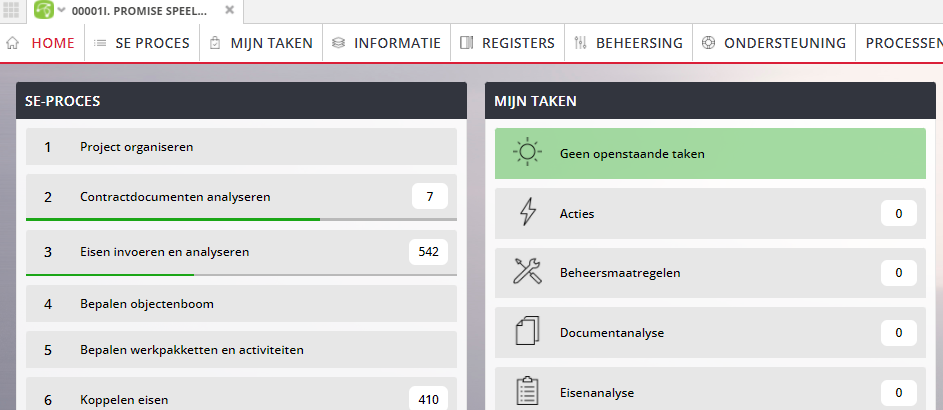 00001I. PROMISE SPEEL...
HOME SE PROCES MIJN TAKEN INFORMATIE REGISTERS BEHEERSING ONDERSTEUNING PROCESSEN
SE-PROCES
1 Project organiseren
2 Contractdocumenten analyseren 7
3 Eisen invoeren en analyseren 542
4 Bepalen objectenboom
5 Bepalen werkpakketten en activiteiten
6 Koppelen eisen 410
MIJN TAKEN
Geen openstaande taken
Acties 0
Beheersmaatregelen 0
Documentanalyse 0
Eisenanalyse 0